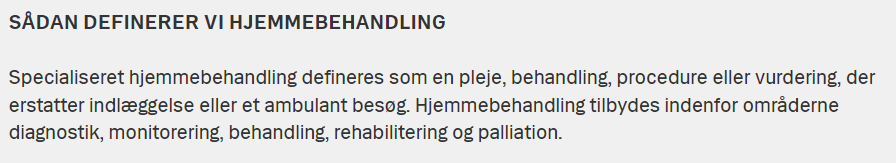 SÅDAN DEFINERER VI HJEMMEBEHANDLING
Specialiseret hjemmebehandling defineres som en pleje, behandling, procedure eller vurdering, der
erstatter indlæggelse eller et ambulant besøg. Hjemmebehandling tilbydes indenfor områderne
diagnostik, monitorering, behandling, rehabilitering og palliation.